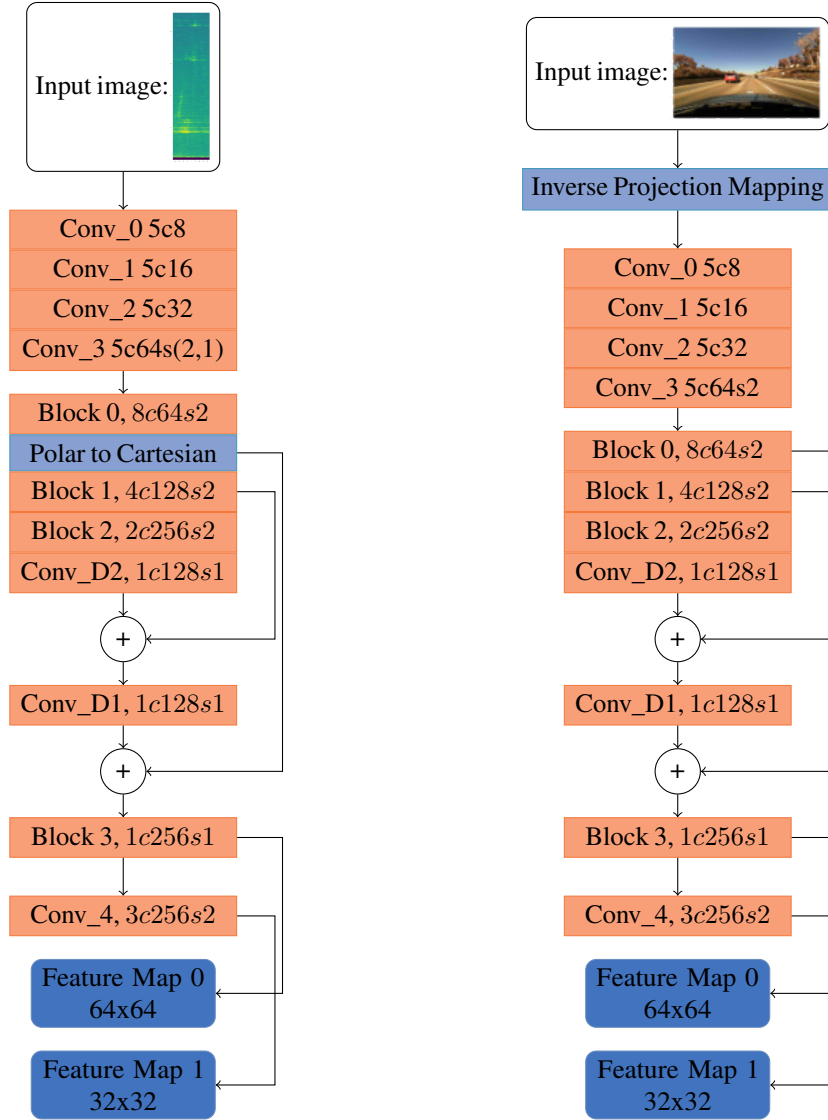 Input image:
Conv_0 5c8
Conv_1 5c16
Conv_2 5c32
Conv_3 5c64s(2,1)
Block 0, 8c64s2
Polar to Cartesian
Block 1, 4c128s2
Block 2, 2c256s2
Conv_D2, 1c128s1
+
Conv_D1, 1c128s1
+
Block 3, 1c256s1
Conv_4, 3c256s2
Feature Map 0
64x64
Feature Map 1
32x32
Input image:
Inverse Projection Mapping
Conv_0 5c8
Conv_1 5c16
Conv_2 5c32
Conv_3 5c64s2
Block 0, 8c64s2
Block 1, 4c128s2
Block 2, 2c256s2
Conv_D2, 1c128s1
+
Conv_D1, 1c128s1
+
Block 3, 1c256s1
Conv_4, 3c256s2
Feature Map 0
64x64
Feature Map 1
32x32